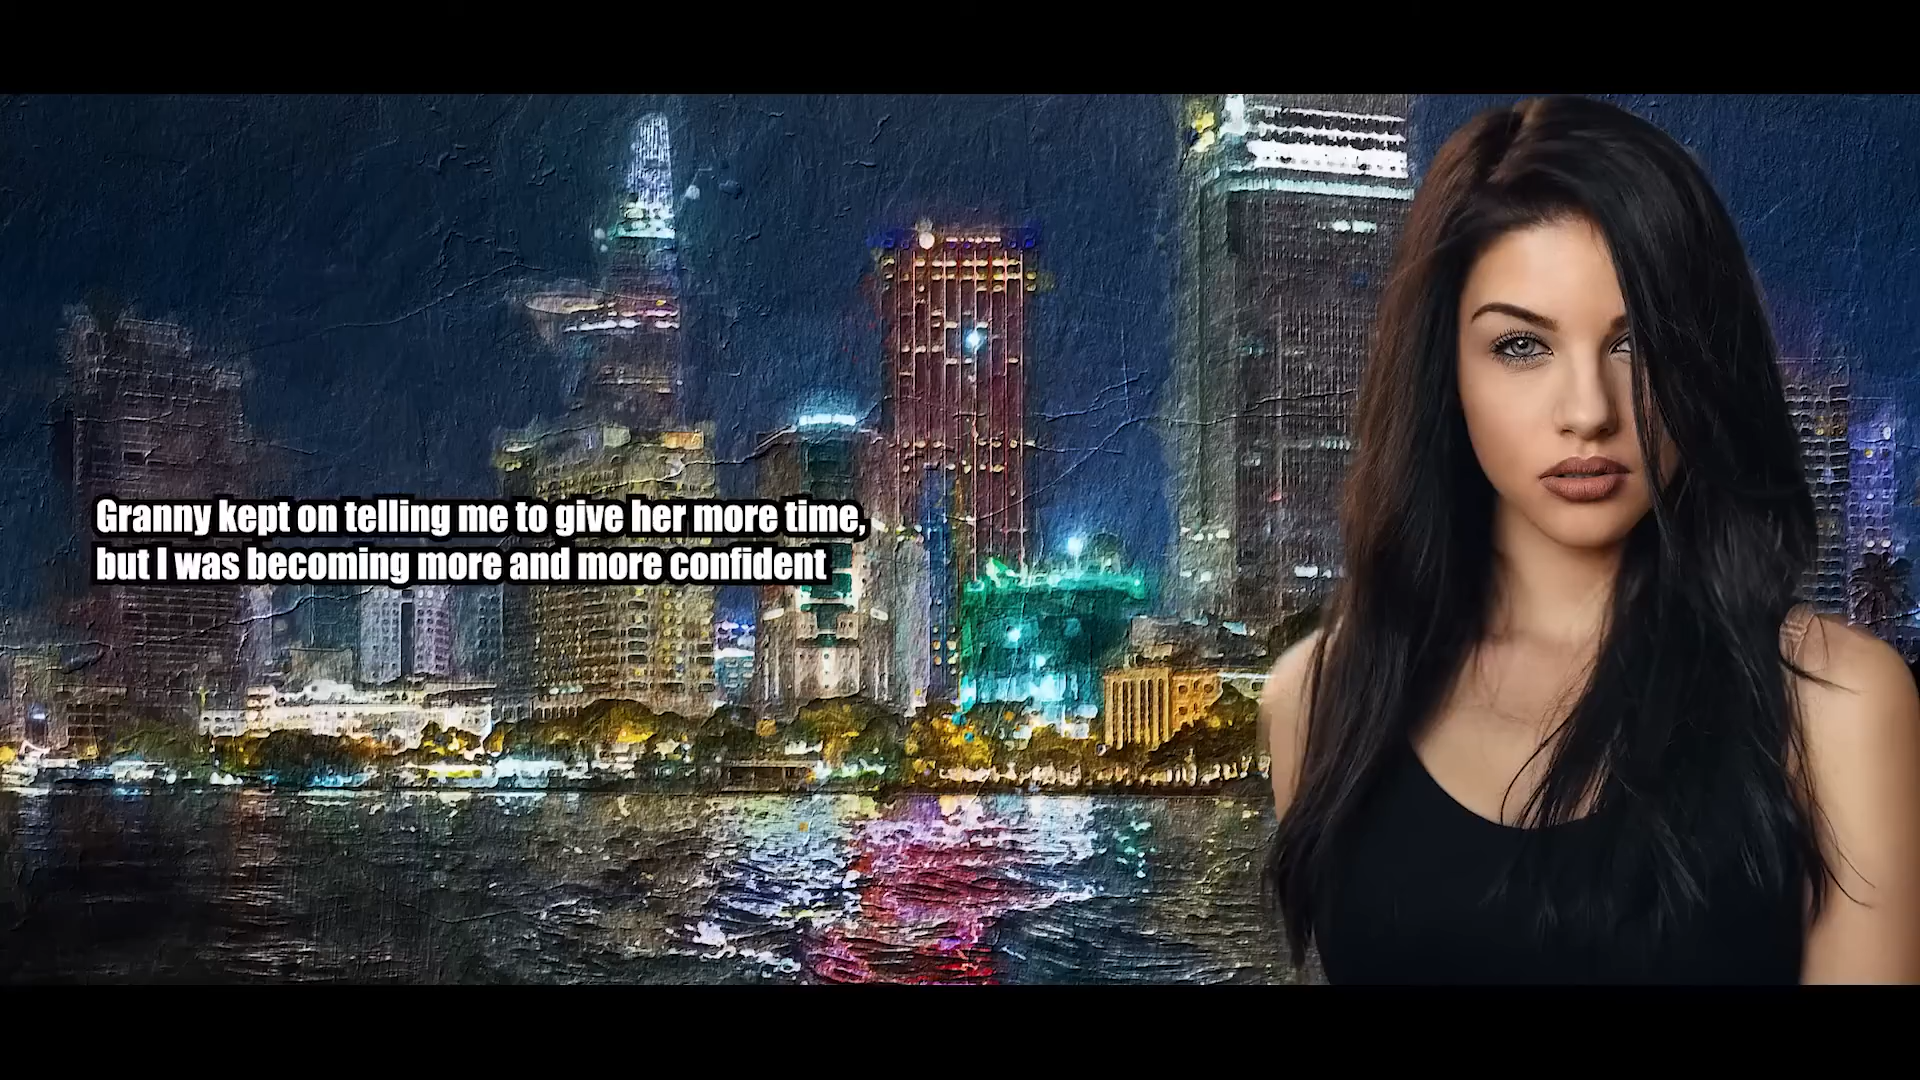 Granny kept on telling me to give her more time,
but I was becoming more and more confident